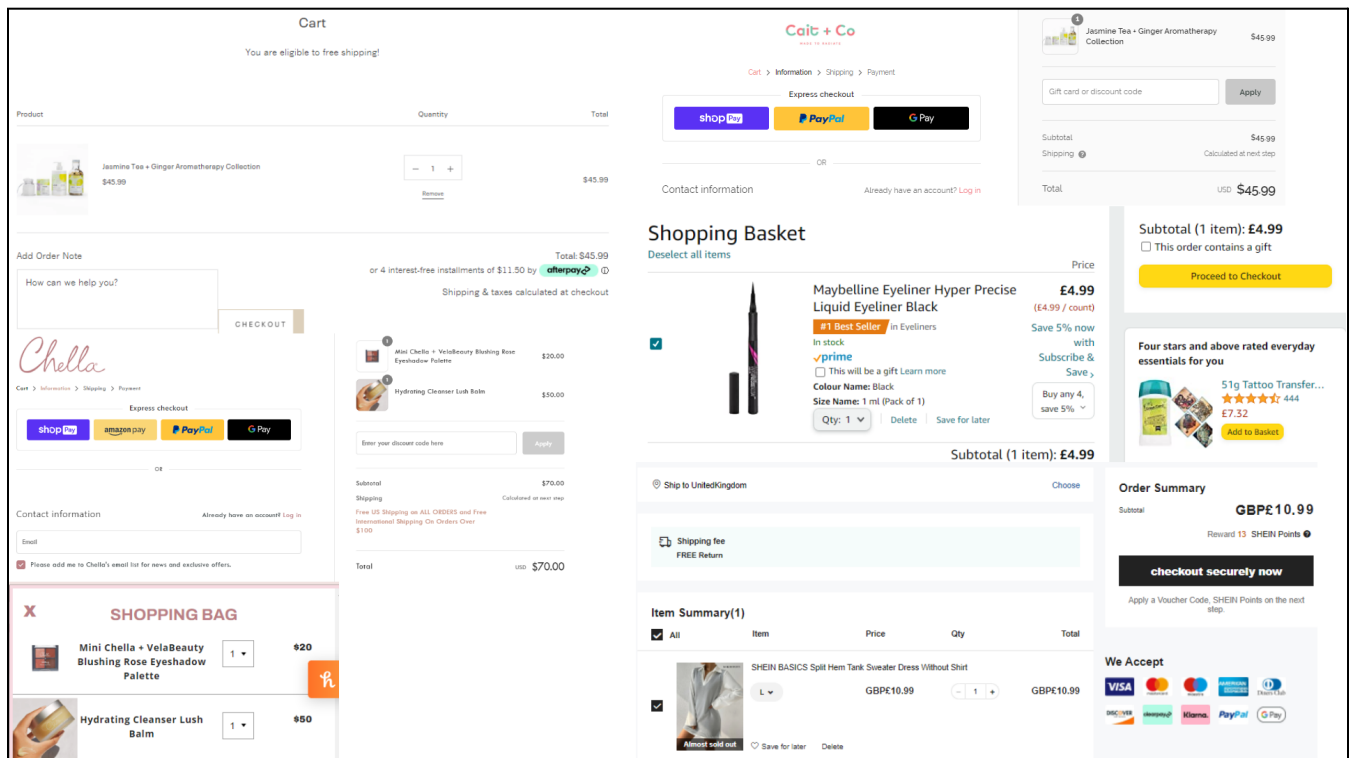 Cart
You are eligible to free shipping!
Product Quantity Total
Jasmine Tea + Ginger Aromatherapy Collection
$45.99
− 1 +
$45.99
Remove
Add Order Note
Total: $45.99
or 4 interest-free installments of $11.50 by afterpay
How can we help you?
Shipping & taxes calculated at checkout
CHECKOUT
Cait + Co
MADE TO DEVOUR
Cart > Information > Shipping > Payment
Express checkout
shop Pay
PayPal
G Pay
OR
Contact information
Already have an account? Log in
1
Jasmine Tea + Ginger Aromatherapy
Collection
$45.99
Gift card or discount code
Apply
Subtotal $45.99
Shipping ? Calculated at next step
Total USD $45.99
Chella
Cart > Information > Shipping > Payment
Express checkout
shop Pay
amazon pay
PayPal
G Pay
OR
Contact information
Already have an account? Log in
Email
Please add me to Chella's email list for news and exclusive offers.
1
Mini Chella + VelaBeauty Blushing Rose
Eyeshadow Palette
$20.00
1
Hydrating Cleanser Lush Balm
$50.00
Enter your discount code here
Apply
Subtotal $70.00
Shipping Calculated at next step
Free US Shipping on ALL ORDERS and Free
International Shipping On Orders Over
$100
Total USD $70.00
X
SHOPPING BAG
Mini Chella + VelaBeauty
Blushing Rose Eyeshadow
Palette
1
$20
h
Hydrating Cleanser Lush
Balm
1
$50
Shopping Basket
Deselect all items
Price
Maybelline Eyeliner Hyper Precise
Liquid Eyeliner Black
£4.99
(£4.99 / count)
#1 Best Seller in Eyeliners
In stock
prime
This will be a gift Learn more
Colour Name: Black
Size Name: 1 ml (Pack of 1)
Qty: 1
Delete
Save for later
Save 5% now
with
Subscribe &
Save
Buy any 4,
save 5%
Subtotal (1 item): £4.99
Subtotal (1 item): £4.99
This order contains a gift
Proceed to Checkout
Four stars and above rated everyday
essentials for you
51g Tattoo Transfer...
444
£7.32
Add to Basket
Ship to UnitedKingdom
Choose
Shipping fee
FREE Return
Item Summary(1)
All Item Price Qty Total
SHEIN BASICS Split Hem Tank Sweater Dress Without Shirt
L
GBP£10.99
− 1 +
GBP£10.99
Almost sold out
Save for later
Delete
Order Summary
Subtotal GBP£10.99
Reward 13 SHEIN Points ?
checkout securely now
Apply a Voucher Code, SHEIN Points on the next
step.
We Accept
VISA
AMERICAN EXPRESS
Diners Club
DISCOVER
clearpay
Klarna.
PayPal
G Pay